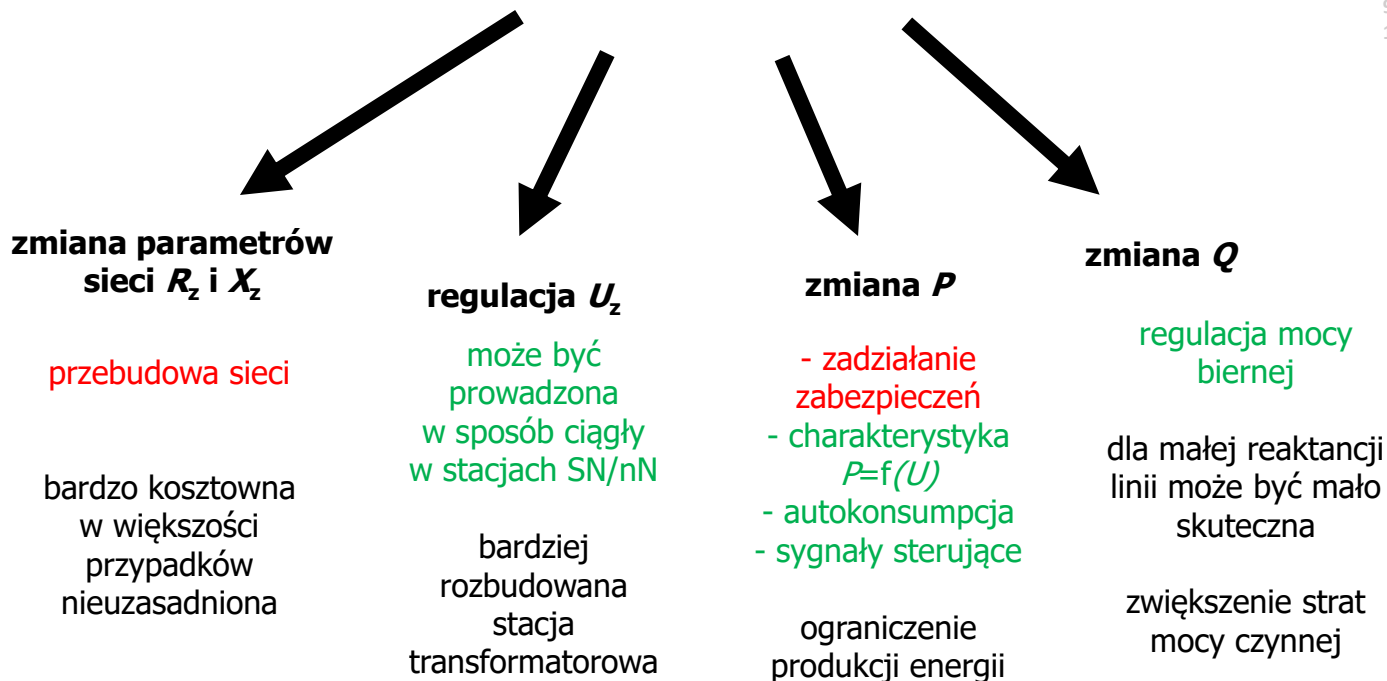 zmiana parametrów
sieci Rz i Xz
przebudowa sieci
bardzo kosztowna
w większości
przypadków
nieuzasadniona
regulacja Uz
może być
prowadzona
w sposób ciągły
w stacjach SN/nN
bardziej
rozbudowana
stacja
transformatorowa
zmiana P
- zadziałanie
zabezpieczeń
- charakterystyka
P=f(U)
- autokonsumpcja
- sygnały sterujące
ograniczenie
produkcji energii
zmiana Q
regulacja mocy
biernej
dla małej reaktancji
linii może być mało
skuteczna
zwiększenie strat
mocy czynnej